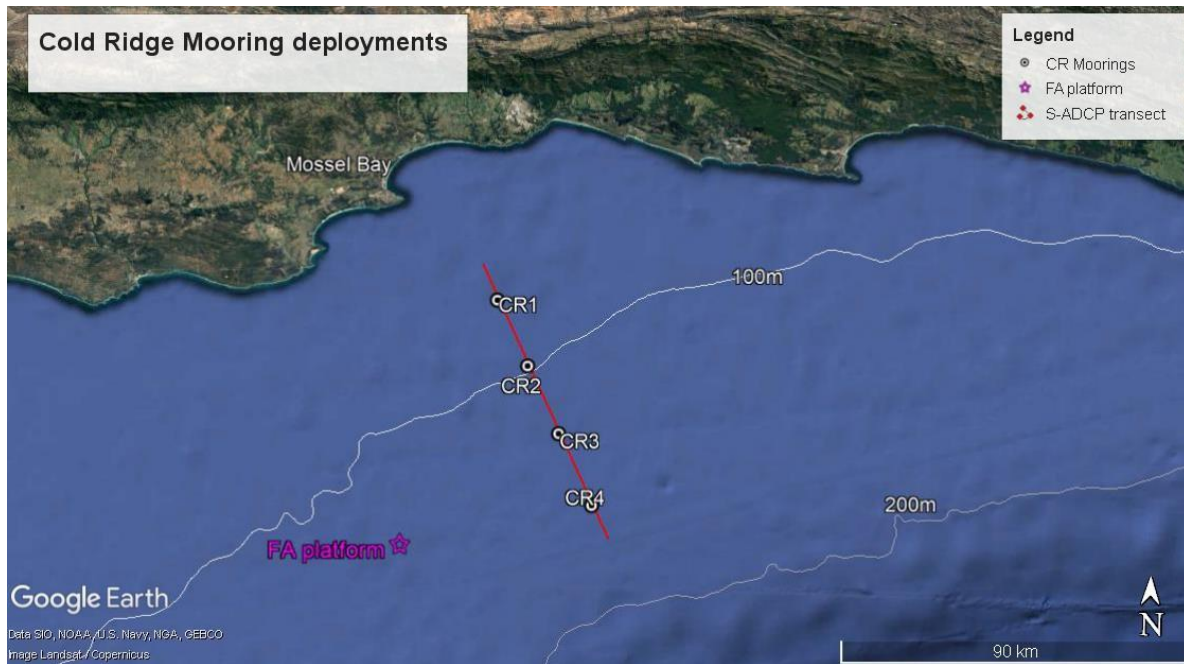 Cold Ridge Mooring deployments
Legend
CR Moorings
FA platform
S-ADCP transect
Mossel Bay
100m
CR1
CR2
CR3
CR4
200m
FA platform
Google Earth
Data SIO, NOAA, U.S. Navy, NGA, GEBCO
Image Landsat / Copernicus
N
90 km